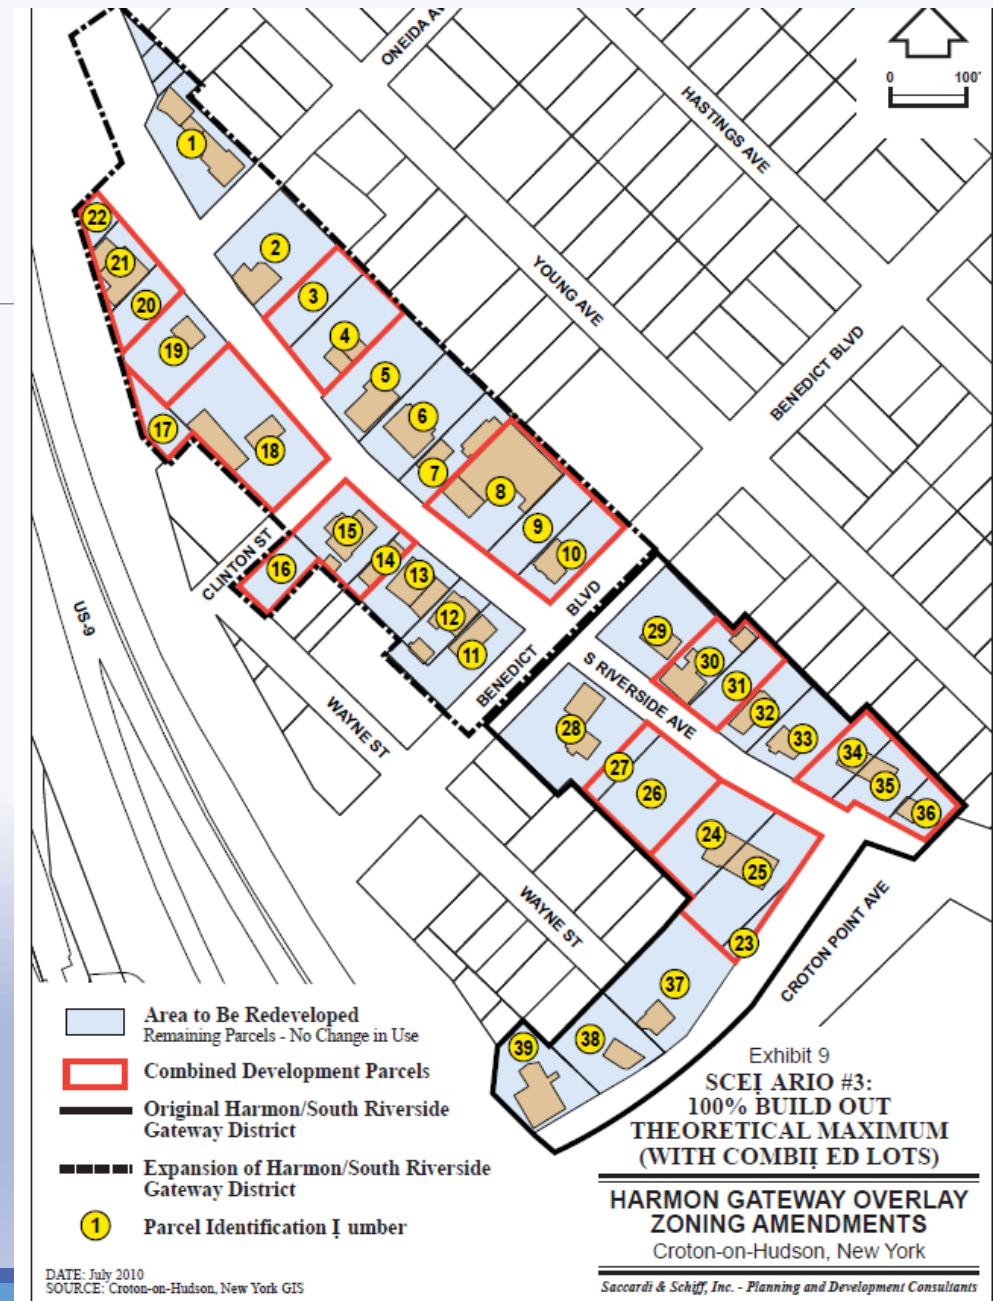 ONEIDA AV
0 100'
HASTINGS AVE
YOUNG AVE
BENEDICT BLVD
1
2
3
4
5
6
7
8
9
10
22
21
20
19
17
18
CLINTON ST
16
15
14
13
12
11
US-9
WAYNE ST
BENEDICT BLVD
S RIVERSIDE AVE
29
30
31
32
33
34
35
36
28
27
26
24
25
23
WAYNE ST
37
38
39
CROTON POINT AVE
Area to Be Redeveloped
Remaining Parcels - No Change in Use
Combined Development Parcels
Original Harmon/South Riverside
Gateway District
Expansion of Harmon/South Riverside
Gateway District
1
Parcel Identification Į umber
DATE: July 2010
SOURCE: Croton-on-Hudson, New York GIS
Exhibit 9
SCEĮ ARIO #3:
100% BUILD OUT
THEORETICAL MAXIMUM
(WITH COMBIĮ ED LOTS)
HARMON GATEWAY OVERLAY
ZONING AMENDMENTS
Croton-on-Hudson, New York
Saccardi & Schiff, Inc. - Planning and Development Consultants